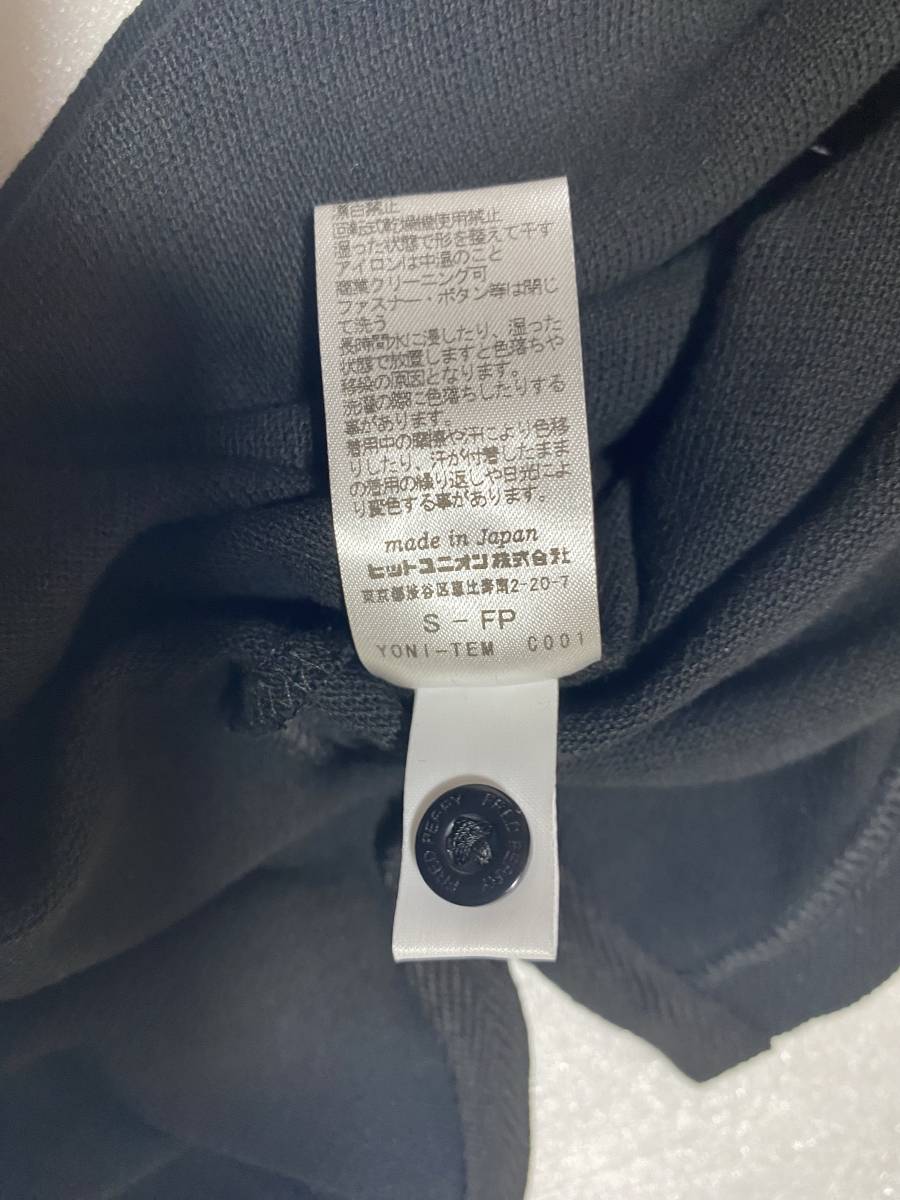 漂白禁止
回転式乾燥機使用禁止
湿った状態で形を整えて干す
アイロンは中温のこと
商業クリーニング可
ファスナー・ボタン等は閉じ
て洗う
長時間水に浸したり、湿った
状態で放置しますと色落ちや
移染の原因となります。
洗濯の際に色落ちしたりする
事があります。
着用中の摩擦や汗により色移
りしたり、汗が付着したまま
の着用の繰り返しや日光によ
り変色する事があります。
made in Japan
ヒットユニオン株式会社
東京都渋谷区恵比寿南2-20-7
S - FP
YONI-TEM C001
FRED PERRY FRED PERRY